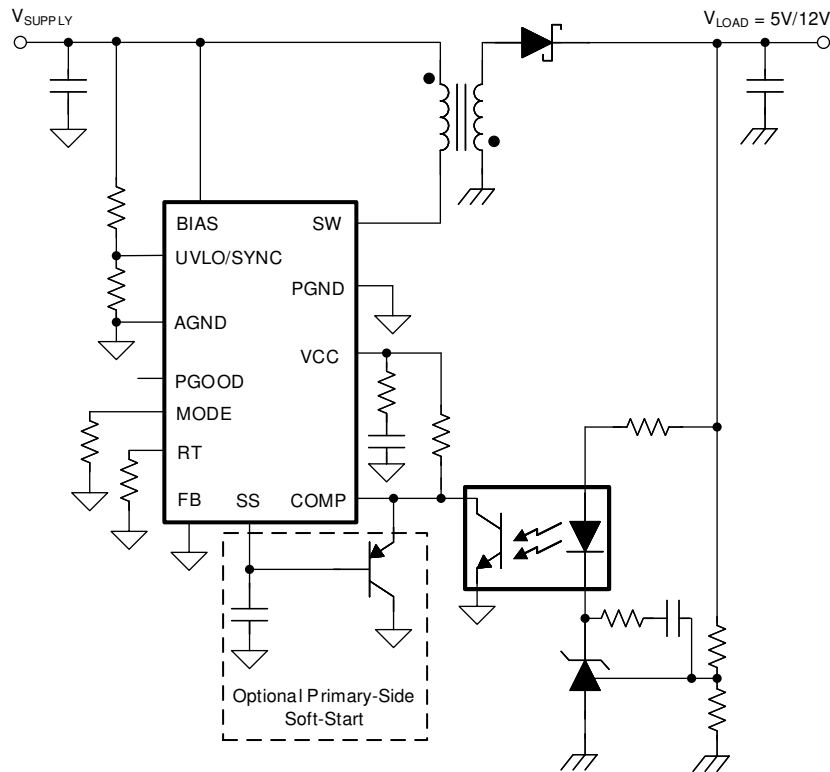 VSUPPLY
VLOAD = 5V/12V
BIAS
SW
UVLO/SYNC
PGND
AGND
VCC
PGOOD
MODE
RT
FB
SS
COMP
Optional Primary-Side
Soft-Start